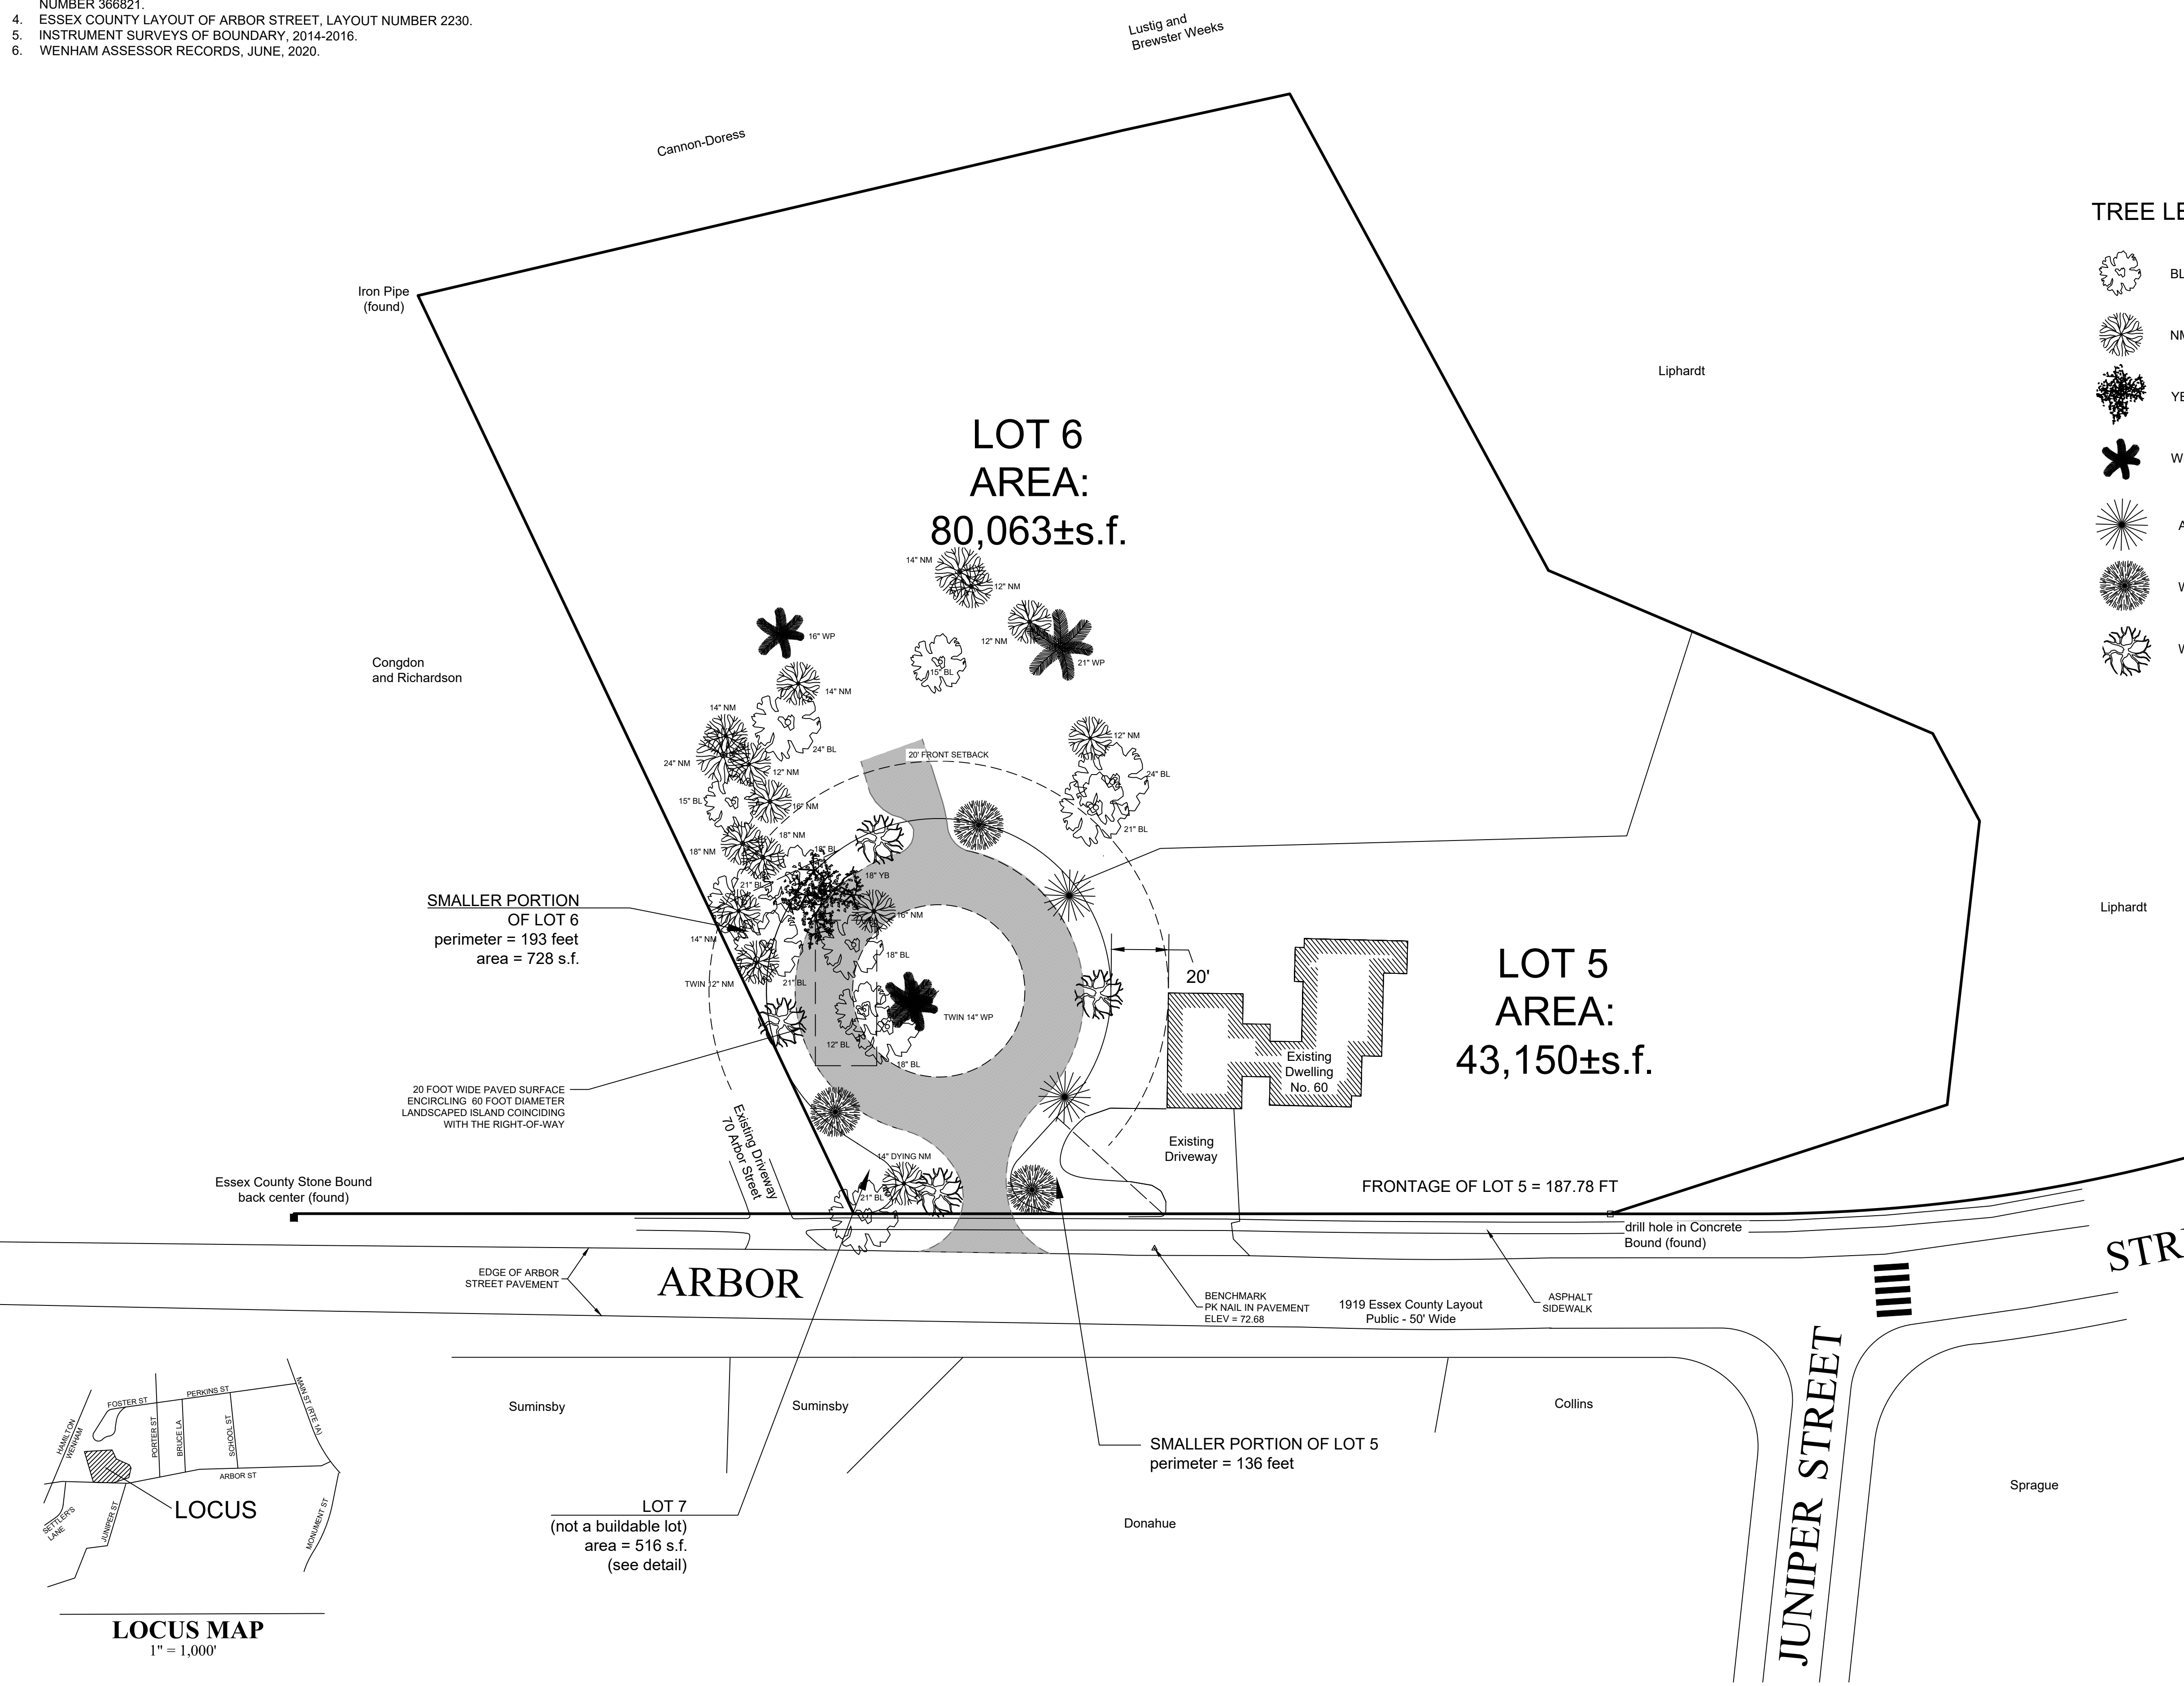 NUMBER 366821.
4. ESSEX COUNTY LAYOUT OF ARBOR STREET, LAYOUT NUMBER 2230.
5. INSTRUMENT SURVEYS OF BOUNDARY, 2014-2016.
6. WENHAM ASSESSOR RECORDS, JUNE, 2020.
Lustig and
Brewster Weeks
Cannon-Doress
TREE LE
BL
NM
YB
W
A
W
W
Iron Pipe
(found)
Liphardt
LOT 6
AREA:
80,063±s.f.
14" NM
12" NM
12" NM
21" WP
16" WP
15" BL
14" NM
Congdon
and Richardson
14" NM
24" BL
24" NM
12" NM
15" BL
16" NM
20' FRONT SETBACK
12" NM
24" BL
21" BL
18" NM
18" NM
18" BL
18" YB
21" BL
16" NM
14" NM
18" BL
TWIN 12" NM
21" BL
TWIN 14" WP
12" BL
18" BL
SMALLER PORTION
OF LOT 6
perimeter = 193 feet
area = 728 s.f.
Liphardt
20'
LOT 5
AREA:
43,150±s.f.
Existing
Dwelling
No. 60
20 FOOT WIDE PAVED SURFACE
ENCIRCLING 60 FOOT DIAMETER
LANDSCAPED ISLAND COINCIDING
WITH THE RIGHT-OF-WAY
Existing Driveway
70 Arbor Street
14" DYING NM
21" BL
Existing
Driveway
Essex County Stone Bound
back center (found)
FRONTAGE OF LOT 5 = 187.78 FT
drill hole in Concrete
Bound (found)
EDGE OF ARBOR
STREET PAVEMENT
ARBOR
STR
BENCHMARK
PK NAIL IN PAVEMENT
ELEV = 72.68
1919 Essex County Layout
Public - 50' Wide
ASPHALT
SIDEWALK
JUNIPER STREET
Suminsby
Suminsby
Collins
Sprague
Donahue
SMALLER PORTION OF LOT 5
perimeter = 136 feet
LOT 7
(not a buildable lot)
area = 516 s.f.
(see detail)
HAMILTON
WENHAM
FOSTER ST
PERKINS ST
MAIN ST (RTE 1A)
PORTER ST
BRUCE LA
SCHOOL ST
ARBOR ST
SETTLER'S
LANE
JUNIPER ST
MONUMENT ST
LOCUS
LOCUS MAP
1" = 1,000'